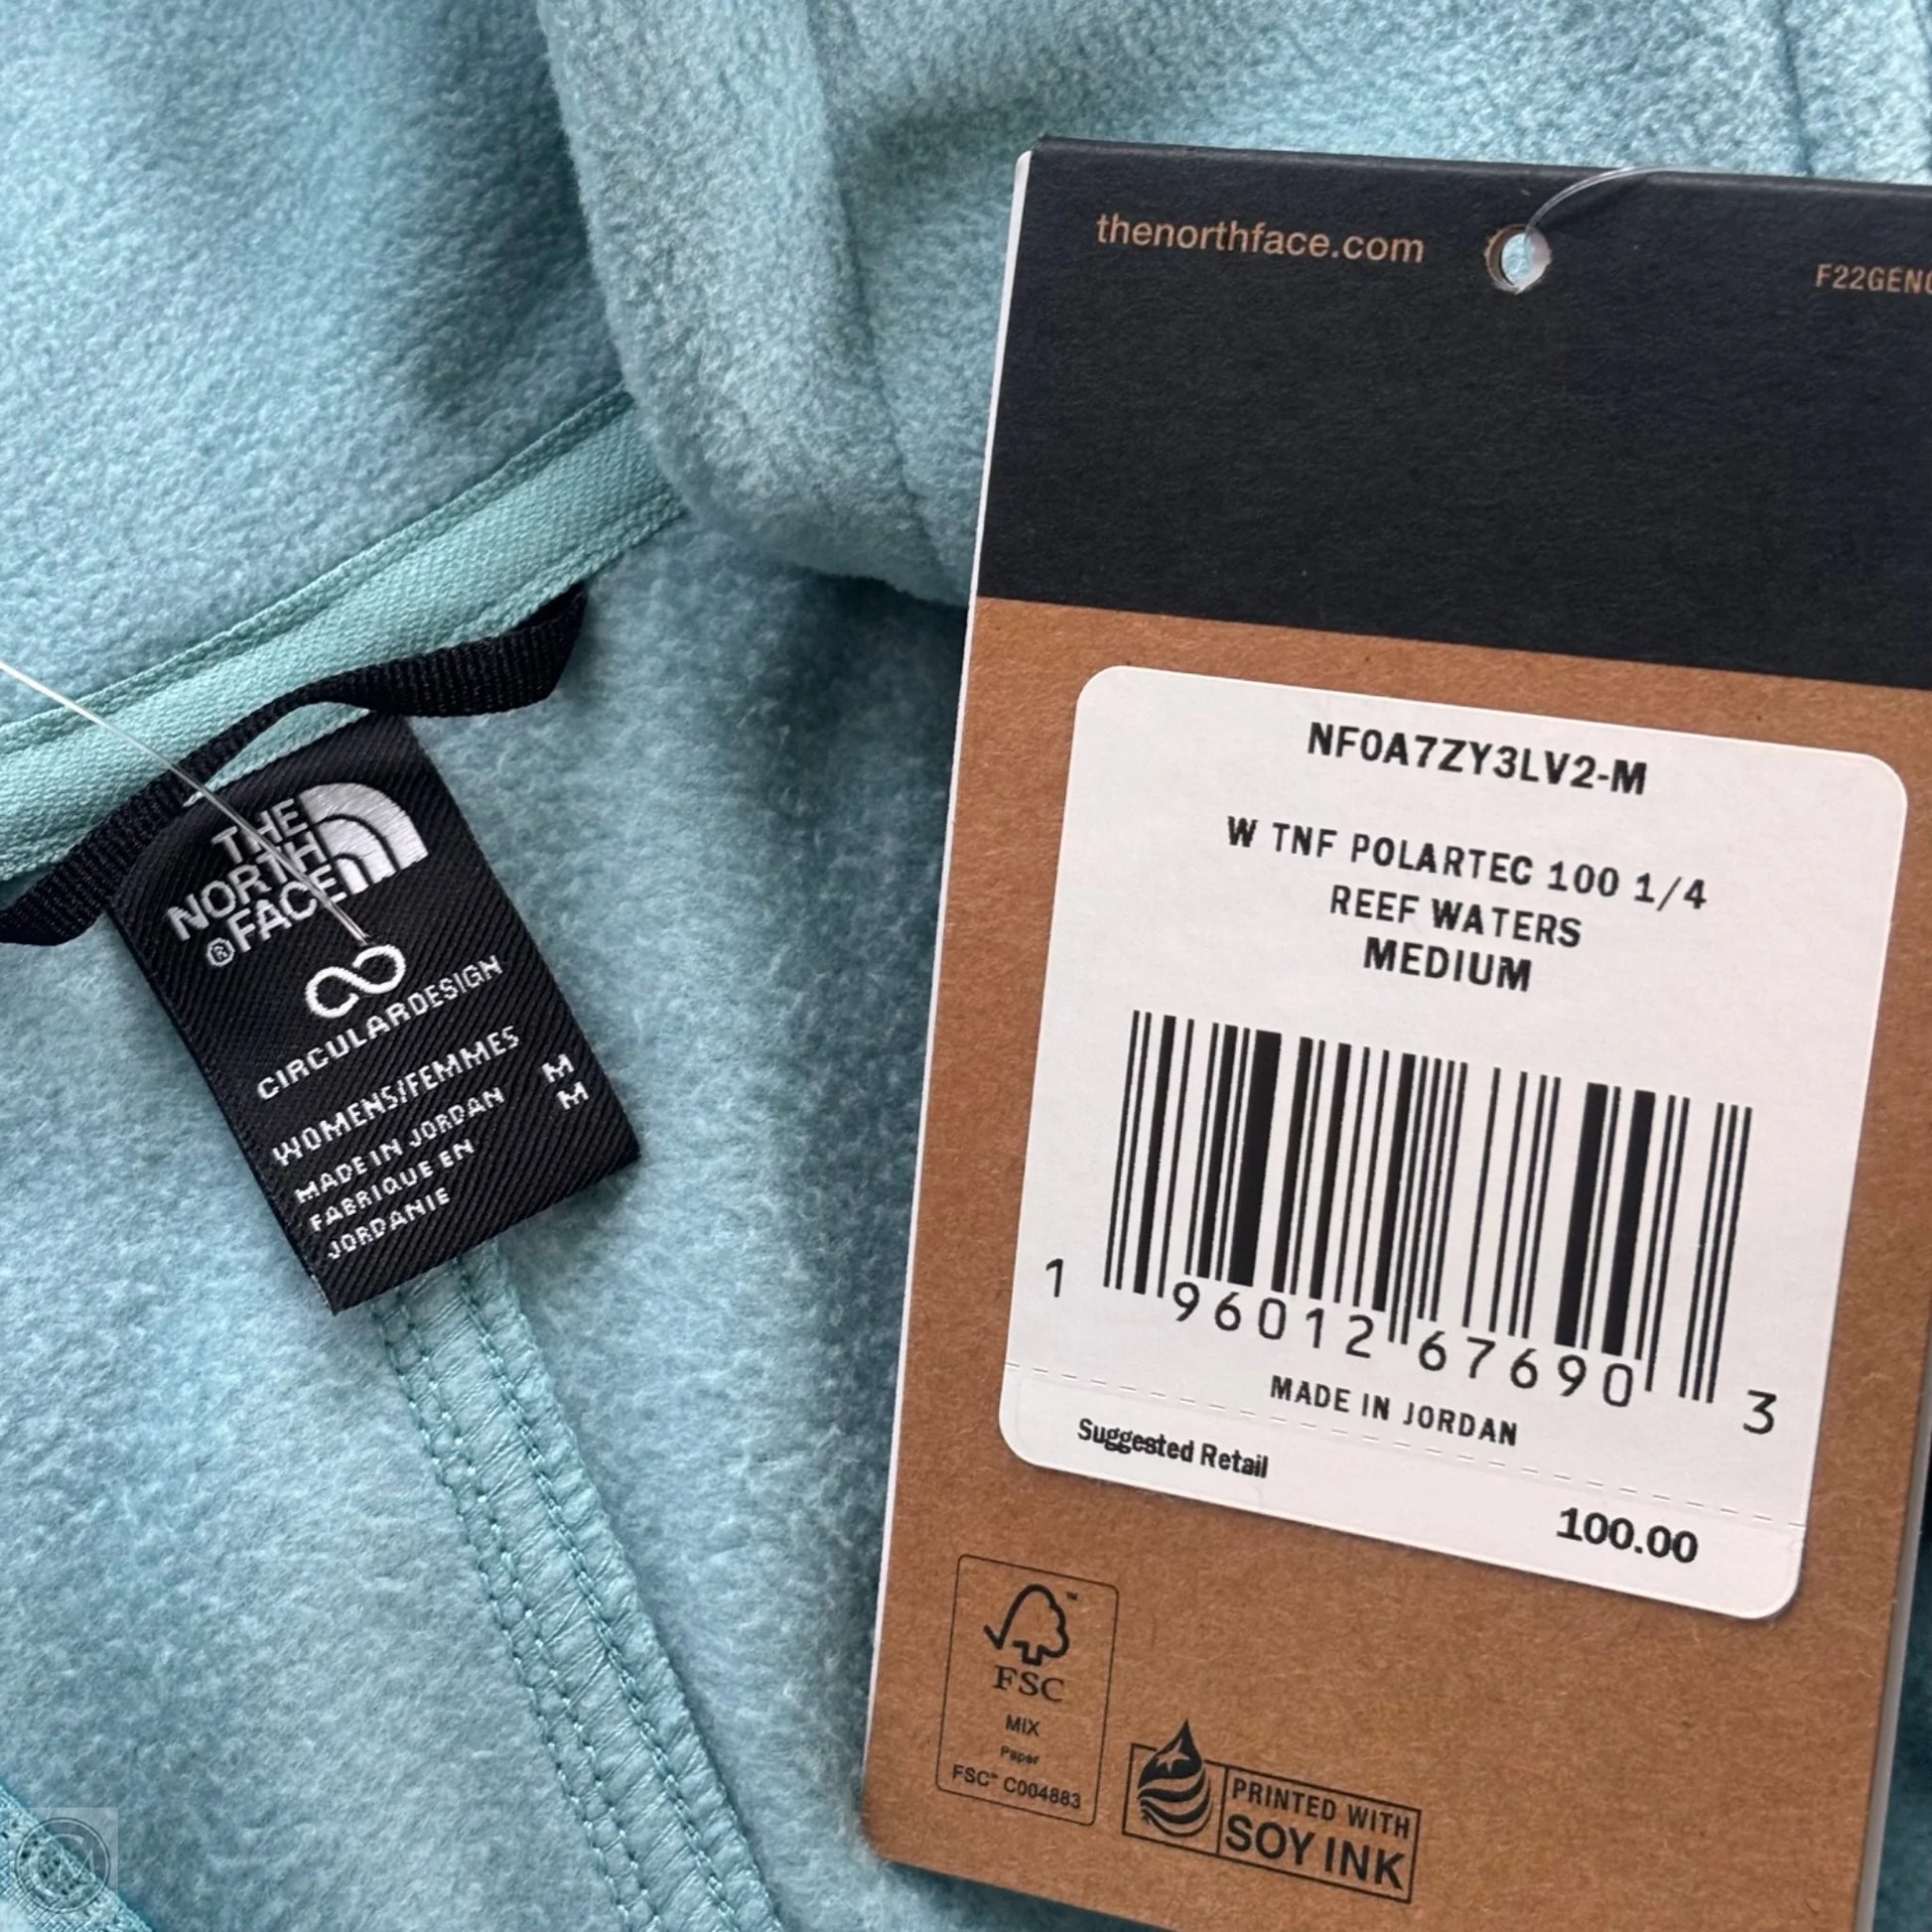 THE
NORTH
FACE
®
CIRCULARDESIGN
WOMENS/FEMMES M
MADE IN JORDAN M
FABRIQUE EN
JORDANIE
thenorthface.com
NF0A7ZY3LV2-M
W TNF POLARTEC 100 1/4
REEF WATERS
MEDIUM
1 96012 67690 3
MADE IN JORDAN
Suggested Retail
100.00
FSC
MIX
Paper
FSC™ C004883
PRINTED WITH
SOY INK